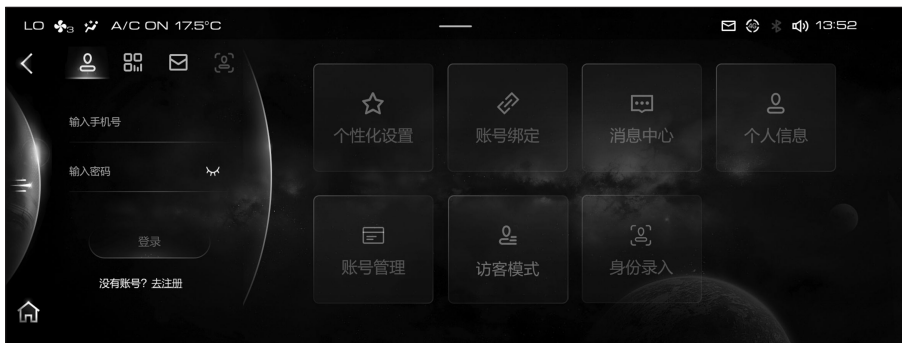 LO 3 A/C ON 17.5°C
4G 13:52
输入手机号
输入密码
登录
没有账号？去注册
个性化设置
账号绑定
消息中心
个人信息
账号管理
访客模式
身份录入